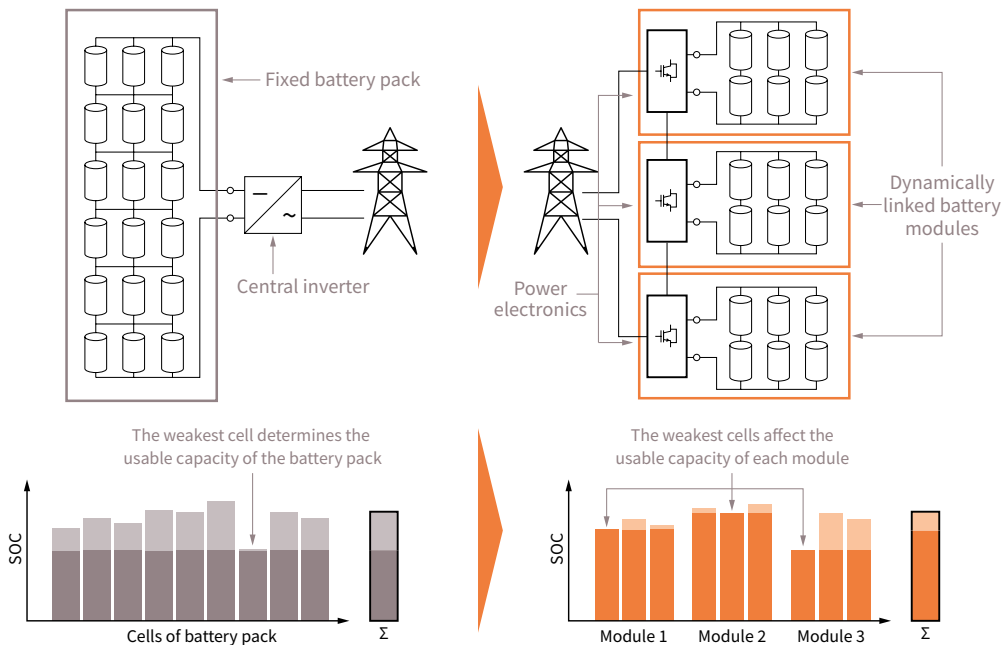 Fixed battery pack
−
~
Central inverter
Power
electronics
Dynamically
linked battery
modules
The weakest cell determines the
usable capacity of the battery pack
SOC
Cells of battery pack
Σ
The weakest cells affect the
usable capacity of each module
SOC
Module 1
Module 2
Module 3
Σ